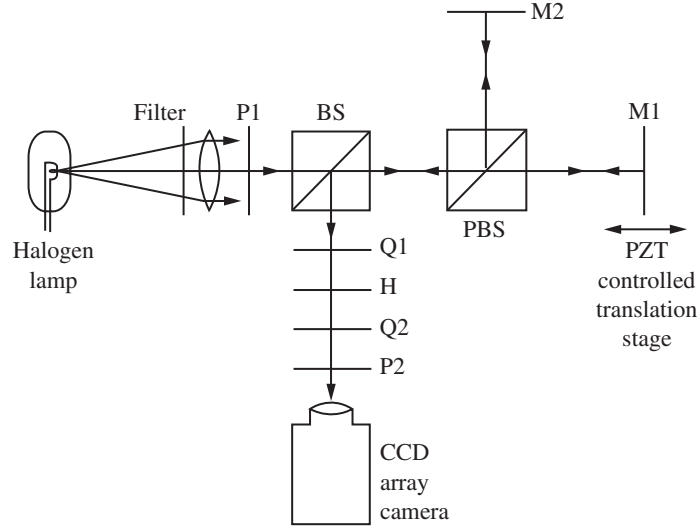 M2
Filter
P1
BS
M1
PBS
Halogen
lamp
PZT
controlled
translation
stage
Q1
H
Q2
P2
CCD
array
camera